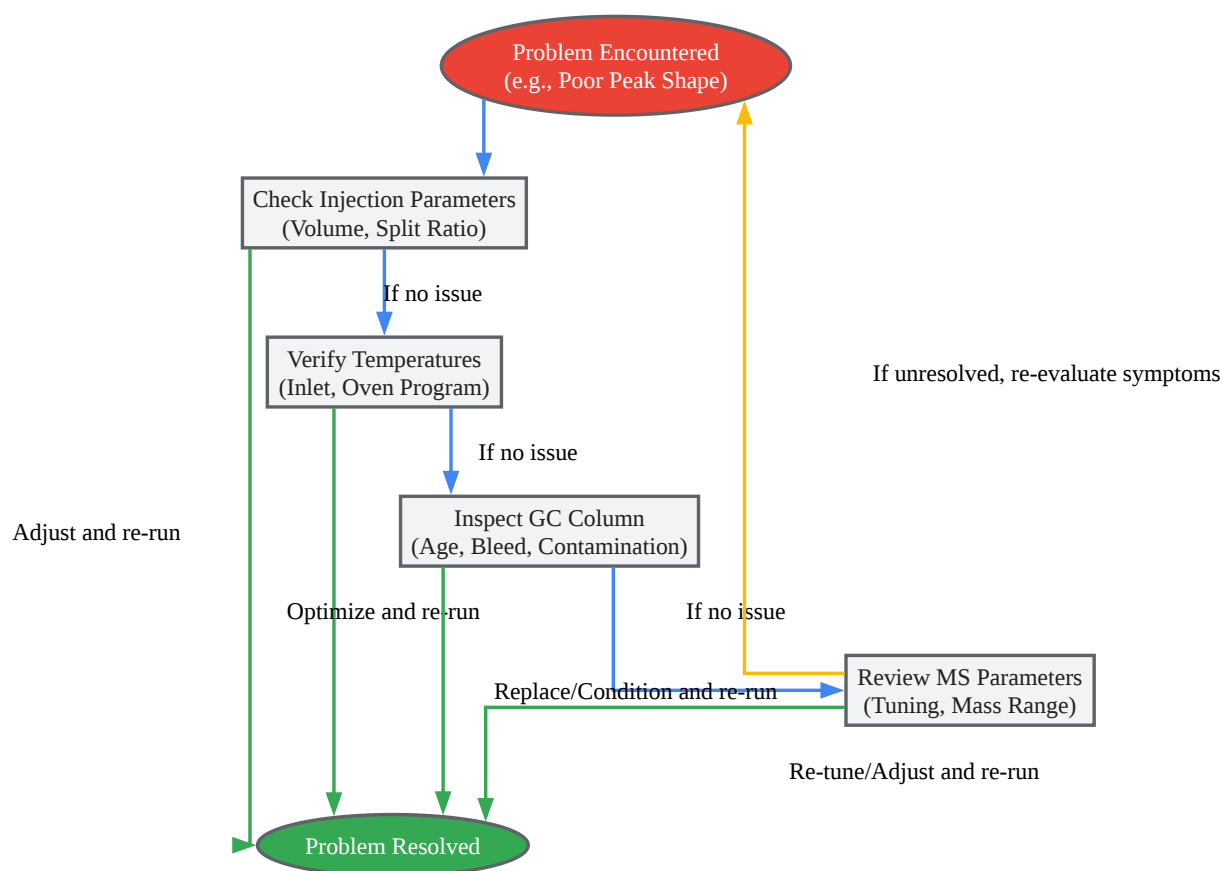 Problem Encountered
(e.g., Poor Peak Shape)
Check Injection Parameters
(Volume, Split Ratio)
If no issue
Verify Temperatures
(Inlet, Oven Program)
If unresolved, re-evaluate symptoms
If no issue
Inspect GC Column
(Age, Bleed, Contamination)
Adjust and re-run
Optimize and re-run
If no issue
Review MS Parameters
(Tuning, Mass Range)
Replace/Condition and re-run
Re-tune/Adjust and re-run
Problem Resolved